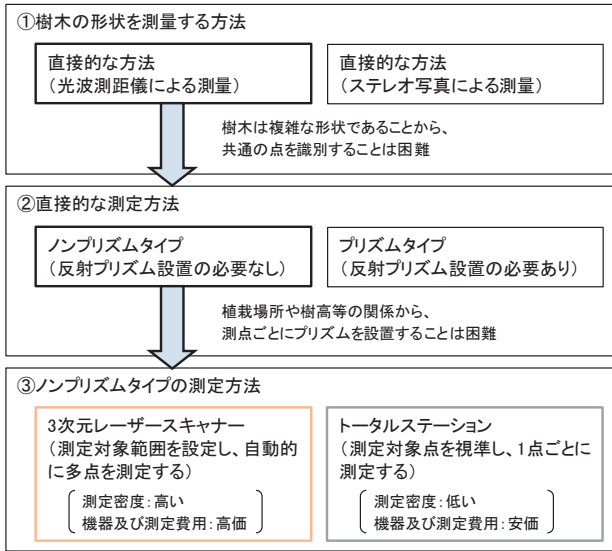 ①樹木の形状を測量する方法
直接的な方法
(光波測距儀による測量)
直接的な方法
(ステレオ写真による測量)
樹木は複雑な形状であることから、
共通の点を識別することは困難
②直接的な測定方法
ノンプリズムタイプ
(反射プリズム設置の必要なし)
プリズムタイプ
(反射プリズム設置の必要あり)
植栽場所や樹高等の関係から、
測点ごとにプリズムを設置することは困難
③ノンプリズムタイプの測定方法
3次元レーザースキャナー
(測定対象範囲を設定し、自動的
に多点を測定する)
測定密度:高い
機器及び測定費用:高価
トータルステーション
(測定対象点を視準し、1点ごとに
測定する)
測定密度:低い
機器及び測定費用:安価